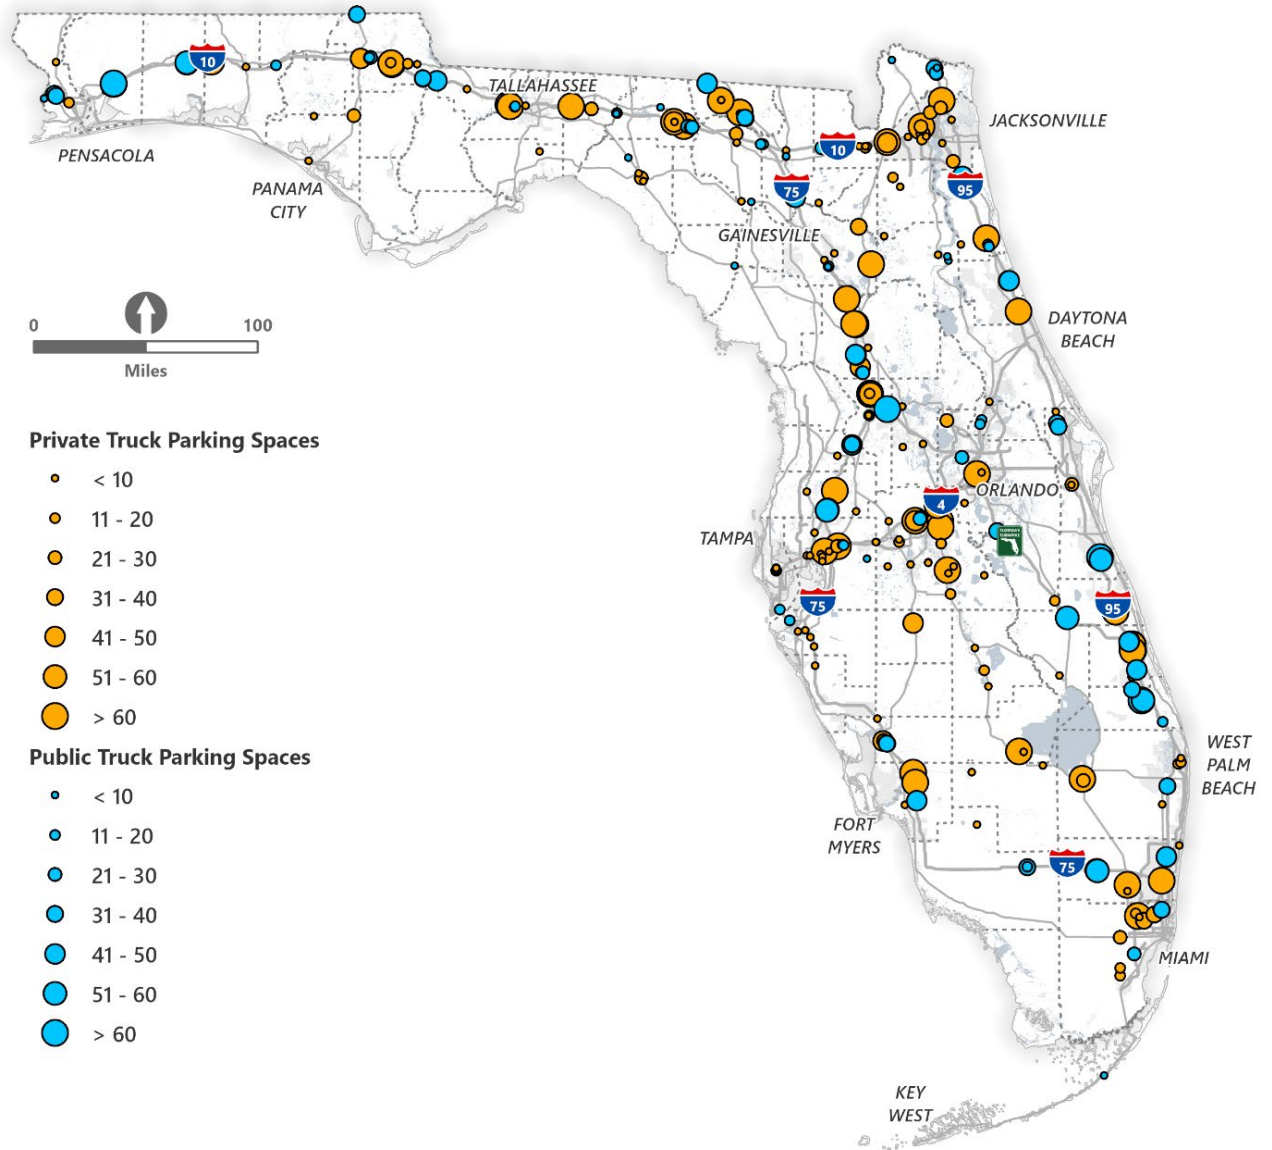 10
TALLAHASSEE
JACKSONVILLE
PENSACOLA
10
PANAMA
CITY
75
95
GAINESVILLE
0
100
Miles
DAYTONA
BEACH
Private Truck Parking Spaces
< 10
11 - 20
21 - 30
31 - 40
41 - 50
51 - 60
> 60
ORLANDO
4
TAMPA
FLORIDA'S
TURNPIKE
75
95
Public Truck Parking Spaces
< 10
11 - 20
21 - 30
31 - 40
41 - 50
51 - 60
> 60
WEST
PALM
BEACH
FORT
MYERS
75
MIAMI
KEY
WEST